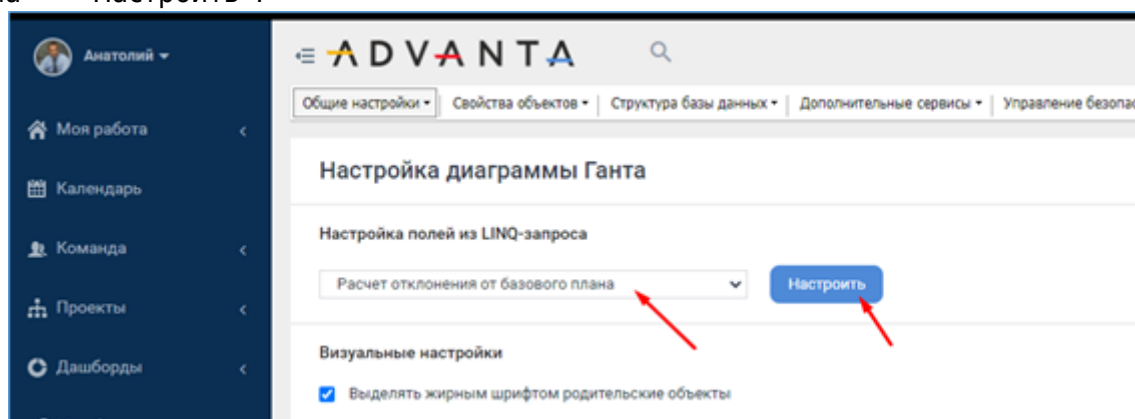 Настроить".
Анатолий
ADVANTA
Общие настройки Свойства объектов Структура базы данных Дополнительные сервисы Управление
Моя работа
Настройка диаграммы Ганта
Календарь
Настройка полей из LINQ-запроса
Команда
Расчет отклонения от базового плана Настроить
Проекты
Визуальные настройки
Дашборды
Выделять жирным шрифтом родительские объекты